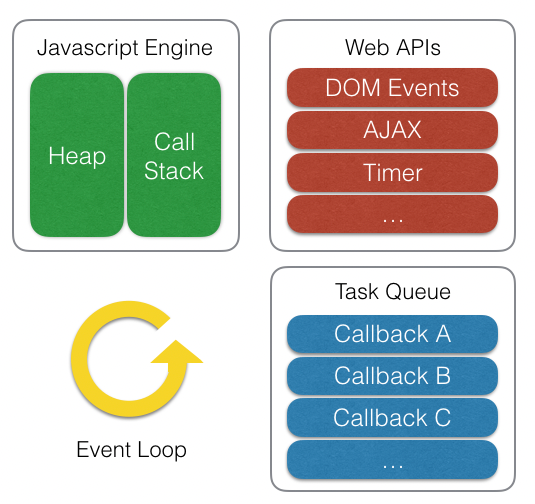 Javascript Engine
Heap
Call
Stack
Web APIs
DOM Events
AJAX
Timer
...
Event Loop
Task Queue
Callback A
Callback B
Callback C
...